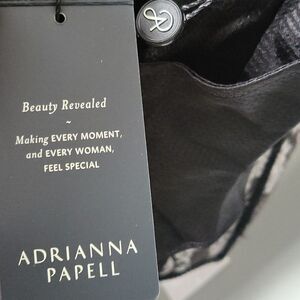 Beauty Revealed
~
Making EVERY MOMENT,
and EVERY WOMAN,
FEEL SPECIAL
ADRIANNA
PAPELL